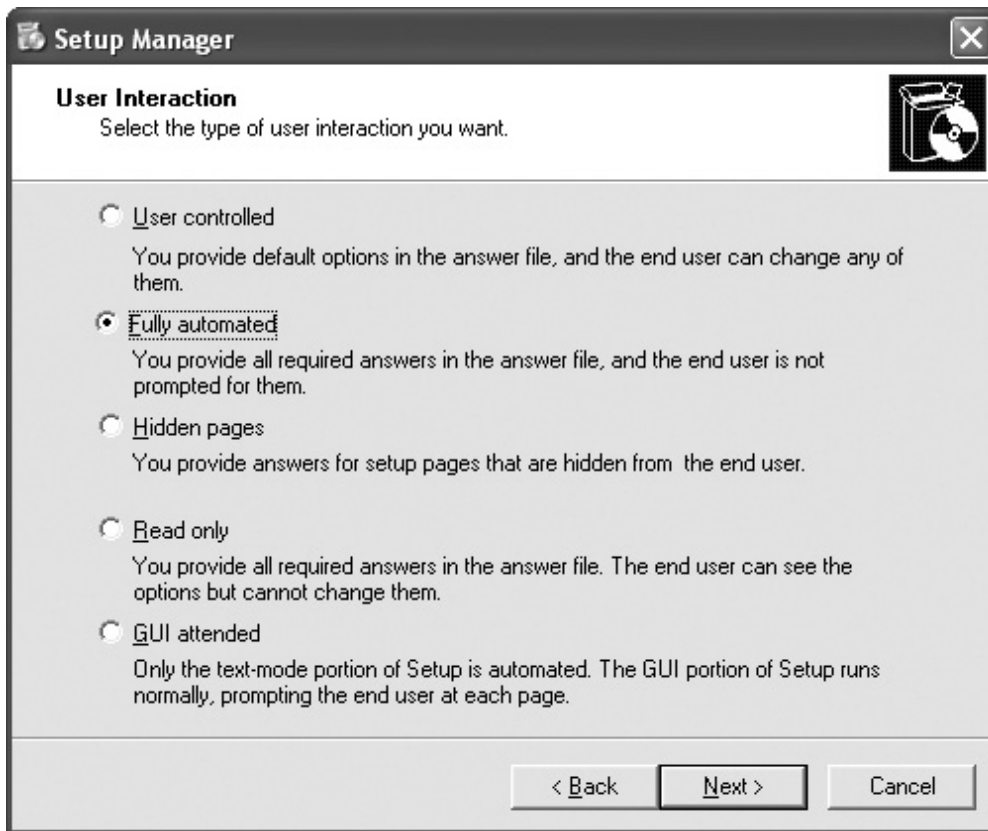 Setup Manager
User Interaction
Select the type of user interaction you want.
User controlled
You provide default options in the answer file, and the end user can change any of
them.
Fully automated
You provide all required answers in the answer file, and the end user is not
prompted for them.
Hidden pages
You provide answers for setup pages that are hidden from the end user.
Read only
You provide all required answers in the answer file. The end user can see the
options but cannot change them.
GUI attended
Only the text-mode portion of Setup is automated. The GUI portion of Setup runs
normally, prompting the end user at each page.
< Back Next > Cancel